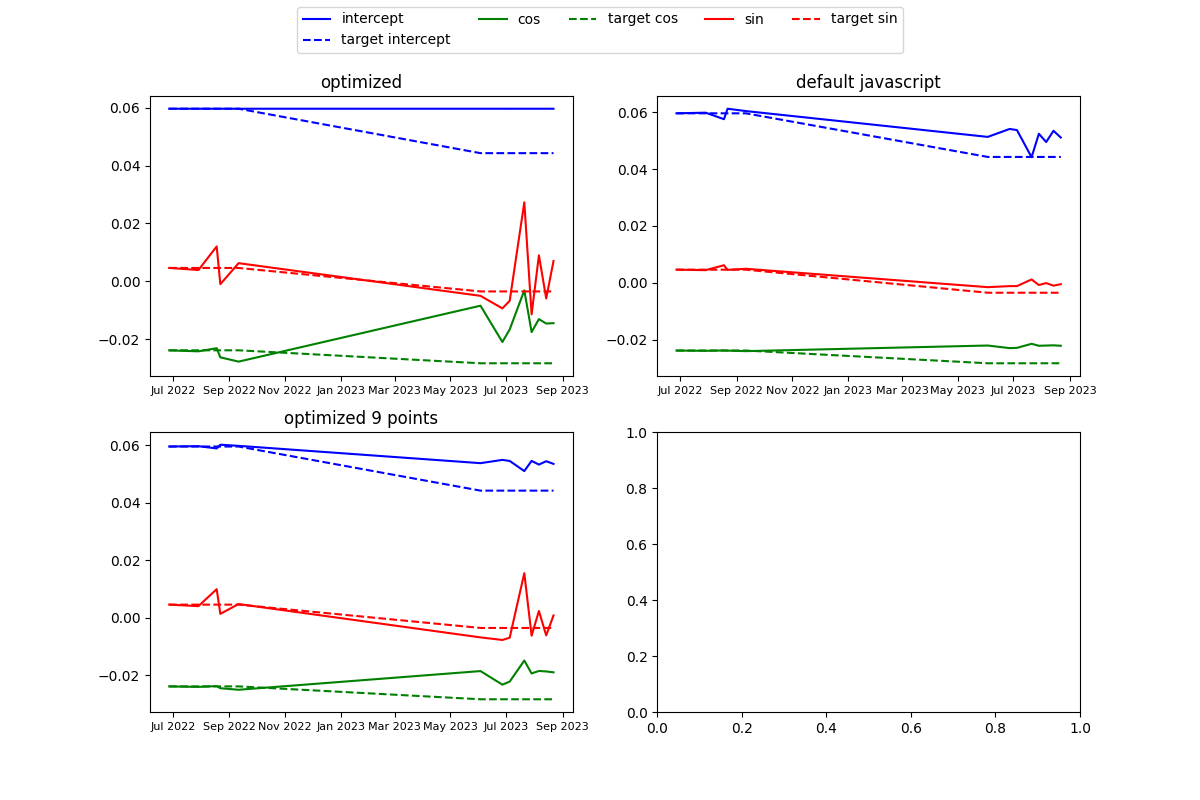 intercept cos target cos sin target sin
target intercept
optimized
0.06
0.04
0.02
0.00
−0.02
Jul 2022 Sep 2022 Nov 2022 Jan 2023 Mar 2023 May 2023 Jul 2023 Sep 2023
default javascript
0.06
0.04
0.02
0.00
−0.02
Jul 2022 Sep 2022 Nov 2022 Jan 2023 Mar 2023 May 2023 Jul 2023 Sep 2023
optimized 9 points
0.06
0.04
0.02
0.00
−0.02
Jul 2022 Sep 2022 Nov 2022 Jan 2023 Mar 2023 May 2023 Jul 2023 Sep 2023
1.0
0.8
0.6
0.4
0.2
0.0
0.0 0.2 0.4 0.6 0.8 1.0